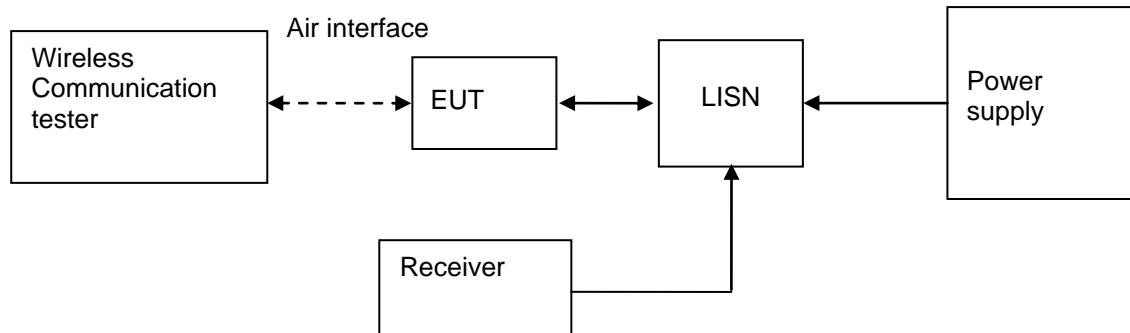 Air interface
Wireless
Communication
tester
EUT
LISN
Power
supply
Receiver